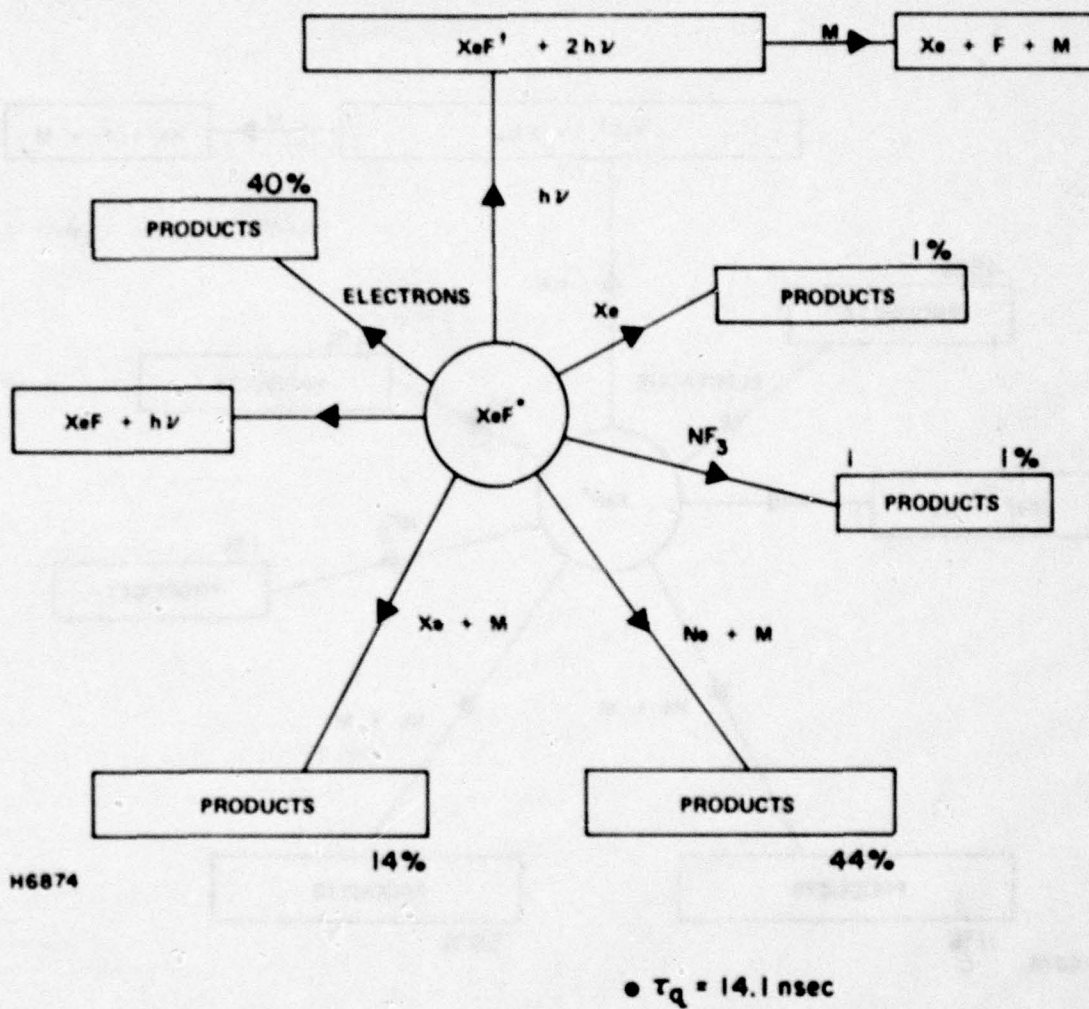 XeF† + 2hν
M
Xe + F + M
40%
PRODUCTS
hν
1%
PRODUCTS
ELECTRONS
Xe
XeF*
XeF + hν
NF3
1 1%
PRODUCTS
Xe + M
Ne + M
PRODUCTS
PRODUCTS
14%
44%
H6874
● τq = 14.1 nsec